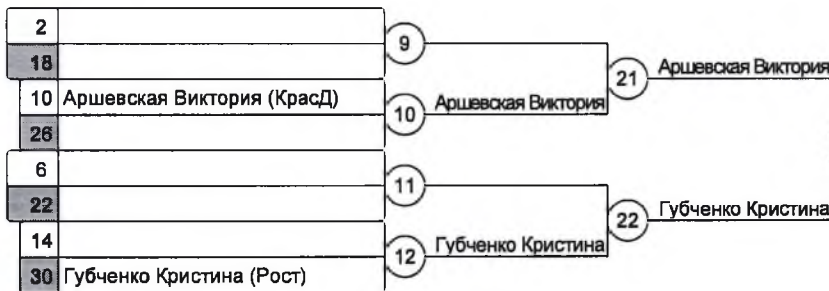 2
18
9
10 Аршевская Виктория (КрасД)
26
10 Аршевская Виктория
21 Аршевская Виктория
6
22
11
14
30 Губченко Кристина (Рост)
12 Губченко Кристина
22 Губченко Кристина